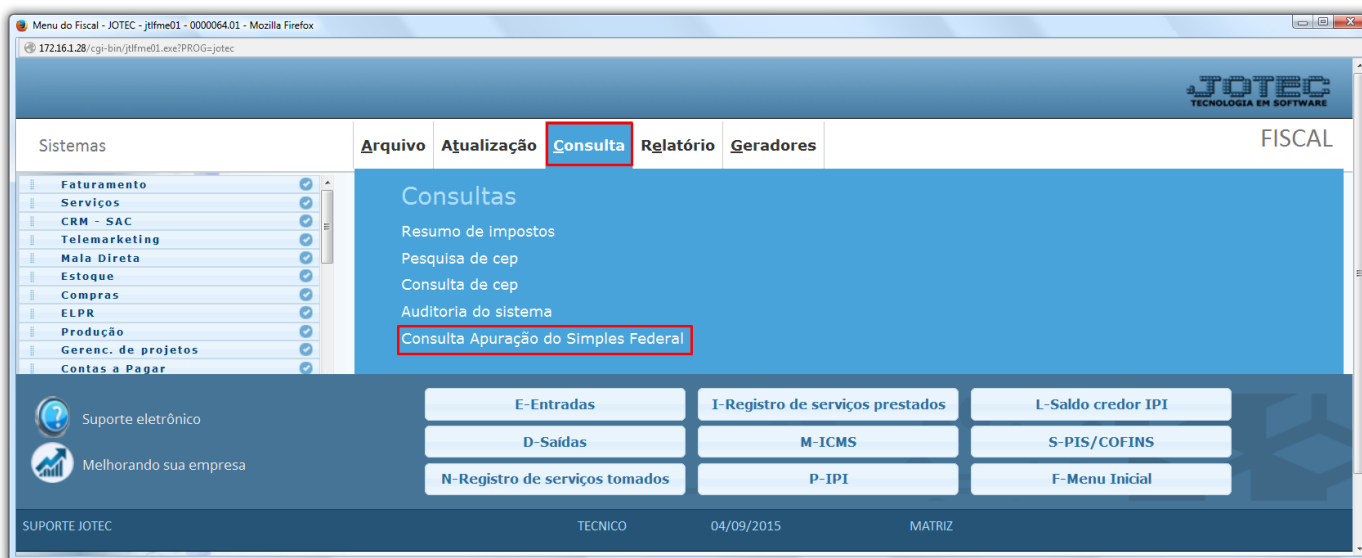 Menu do Fiscal - JOTEC - jtlfme01 - 0000064.01 - Mozilla Firefox
172.16.1.28/cgi-bin/jtlfme01.exe?PROG=jotec
JOTEC
TECNOLOGIA EM SOFTWARE
Sistemas
Arquivo Atualização Consulta Relatório Geradores
FISCAL
Faturamento
Serviços
CRM - SAC
Telemarketing
Mala Direta
Estoque
Compras
ELPR
Produção
Gerenc. de projetos
Contas a Pagar
Consultas
Resumo de impostos
Pesquisa de cep
Consulta de cep
Auditoria do sistema
Consulta Apuração do Simples Federal
Suporte eletrônico
Melhorando sua empresa
E-Entradas I-Registro de serviços prestados L-Saldo credor IPI
D-Saídas M-ICMS S-PIS/COFINS
N-Registro de serviços tomados P-IPI F-Menu Inicial
SUPORTE JOTEC TECNICO 04/09/2015 MATRIZ